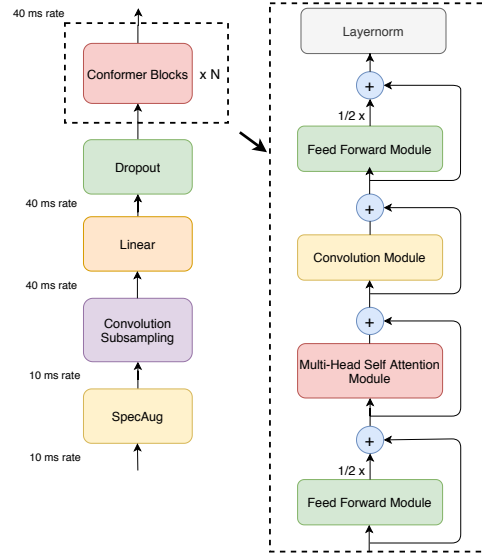 40 ms rate
Conformer Blocks
x N
Dropout
40 ms rate
Linear
40 ms rate
Convolution
Subsampling
10 ms rate
SpecAug
10 ms rate
Layernorm
+
1/2 x
Feed Forward Module
+
Convolution Module
+
Multi-Head Self Attention
Module
+
1/2 x
Feed Forward Module